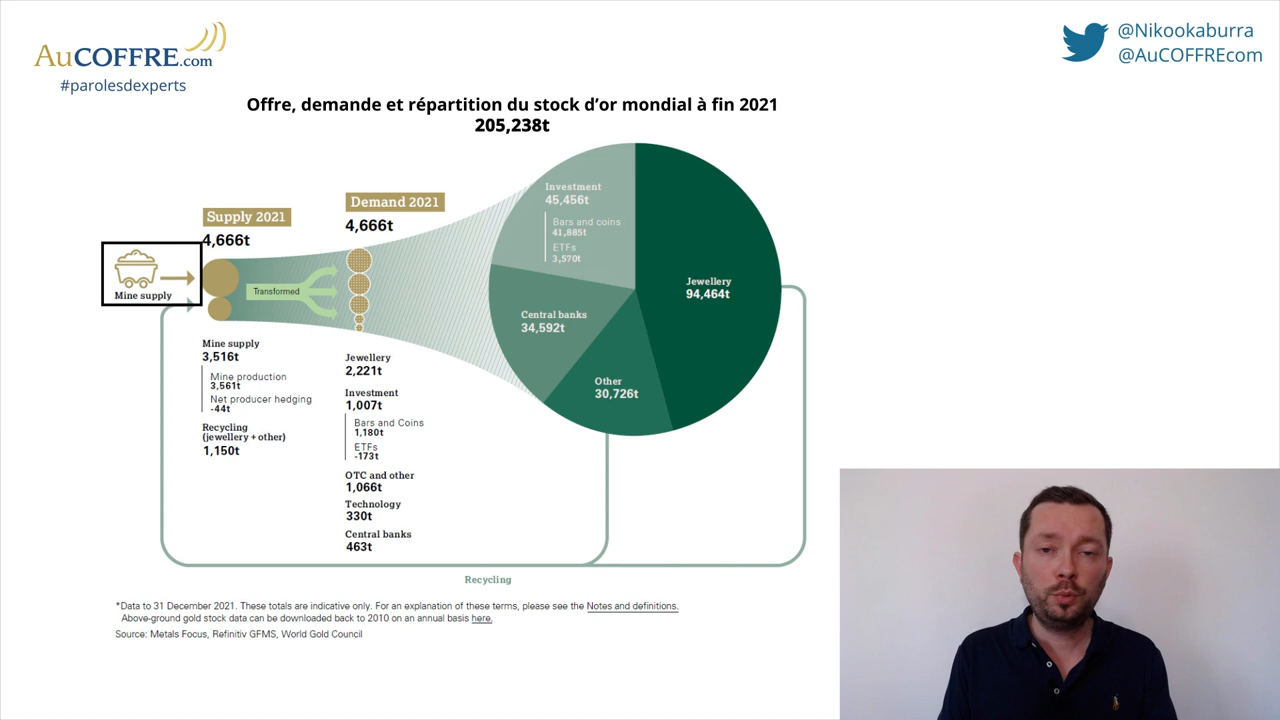 AuCOFFRE.com
#parolesdexperts
@Nikookaburra
@AuCOFFREcom
Offre, demande et répartition du stock d’or mondial à fin 2021
205,238t
Supply 2021
4,666t
Mine supply
Transformed
Demand 2021
4,666t
Mine supply
3,516t
Mine production
3,561t
Net producer hedging
-44t
Recycling
(jewellery + other)
1,150t
Jewellery
2,221t
Investment
1,007t
Bars and Coins
1,180t
ETFs
-173t
OTC and other
1,066t
Technology
330t
Central banks
463t
Investment
45,456t
Bars and coins
41,885t
ETFs
3,570t
Jewellery
94,464t
Central banks
34,592t
Other
30,726t
Recycling
*Data to 31 December 2021. These totals are indicative only. For an explanation of these terms, please see the Notes and definitions.
Above-ground gold stock data can be downloaded back to 2010 on an annual basis here.
Source: Metals Focus, Refinitiv GFMS, World Gold Council